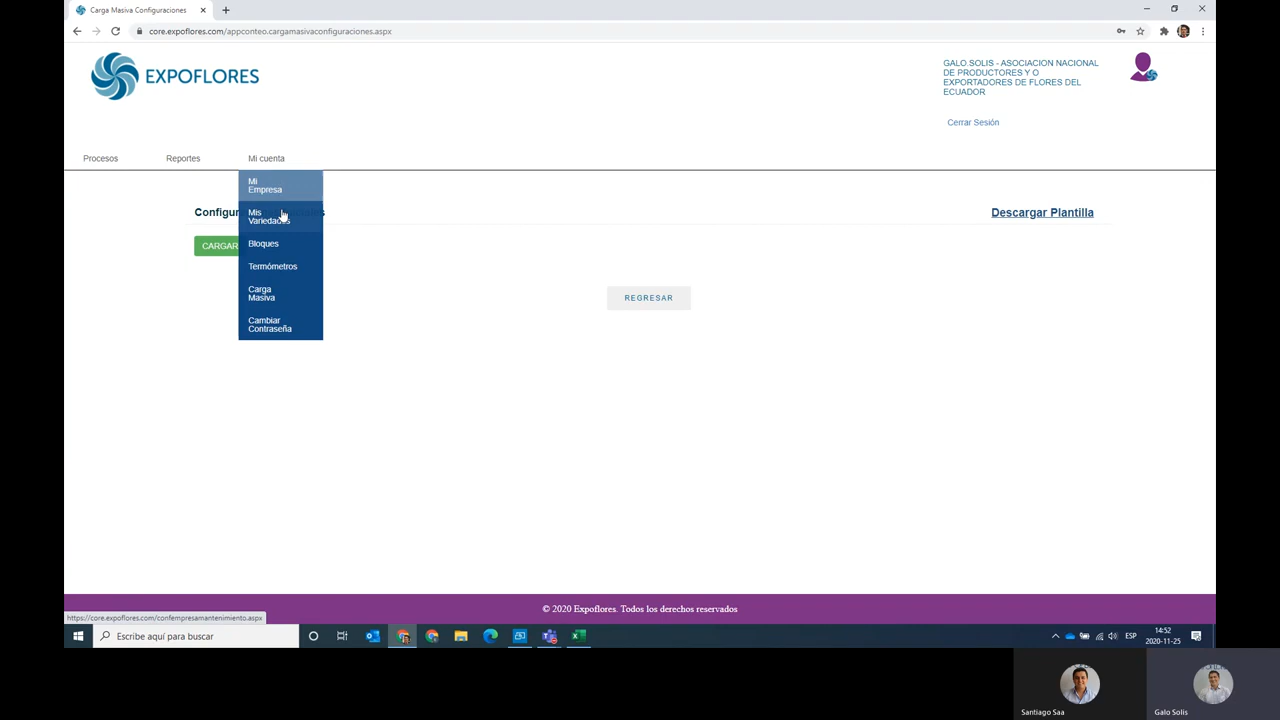 Carga Masiva Configuraciones
core.expoflores.com/appconteo.cargamasivaconfiguraciones.aspx
EXPOFLORES
GALO.SOLIS - ASOCIACION NACIONAL
DE PRODUCTORES Y O
EXPORTADORES DE FLORES DEL
ECUADOR
Cerrar Sesión
Procesos
Reportes
Mi cuenta
Mi
Empresa
Mis
Variedades
Bloques
Termómetros
Carga
Masiva
Cambiar
Contraseña
Descargar Plantilla
CARGAR
REGRESAR
© 2020 Expoflores. Todos los derechos reservados
https://core.expoflores.com/confempresamantenimiento.aspx
Escribe aquí para buscar
ESP
14:52
2020-11-25
Santiago Saa
Galo Solis